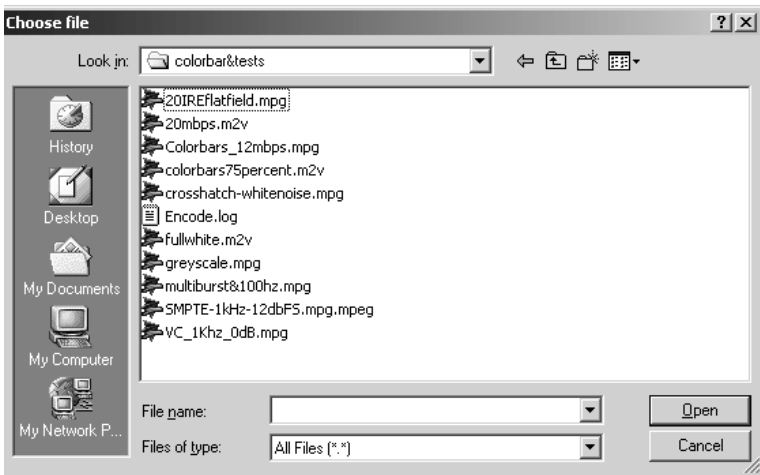 Choose file
Look in: colorbar&tests
History
Desktop
My Documents
My Computer
My Network P...
20IREflatfield.mpg
20mbps.m2v
Colorbars_12mbps.mpg
colorbars75percent.m2v
crosshatch-whitenoise.mpg
Encode.log
fullwhite.m2v
greyscale.mpg
multiburst&100hz.mpg
SMPTE-1kHz-12dbFS.mpg.mpeg
VC_1Khz_0dB.mpg
File name:
Open
Files of type: All Files (*.*)
Cancel